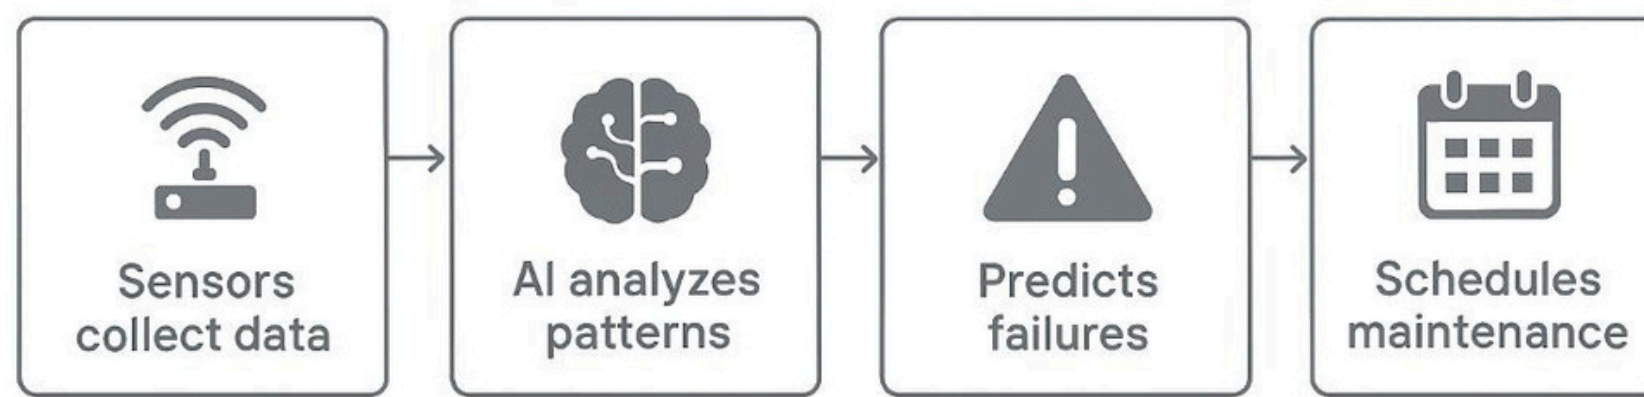 Sensors
collect data
AI analyzes
patterns
Predicts
failures
Schedules
maintenance